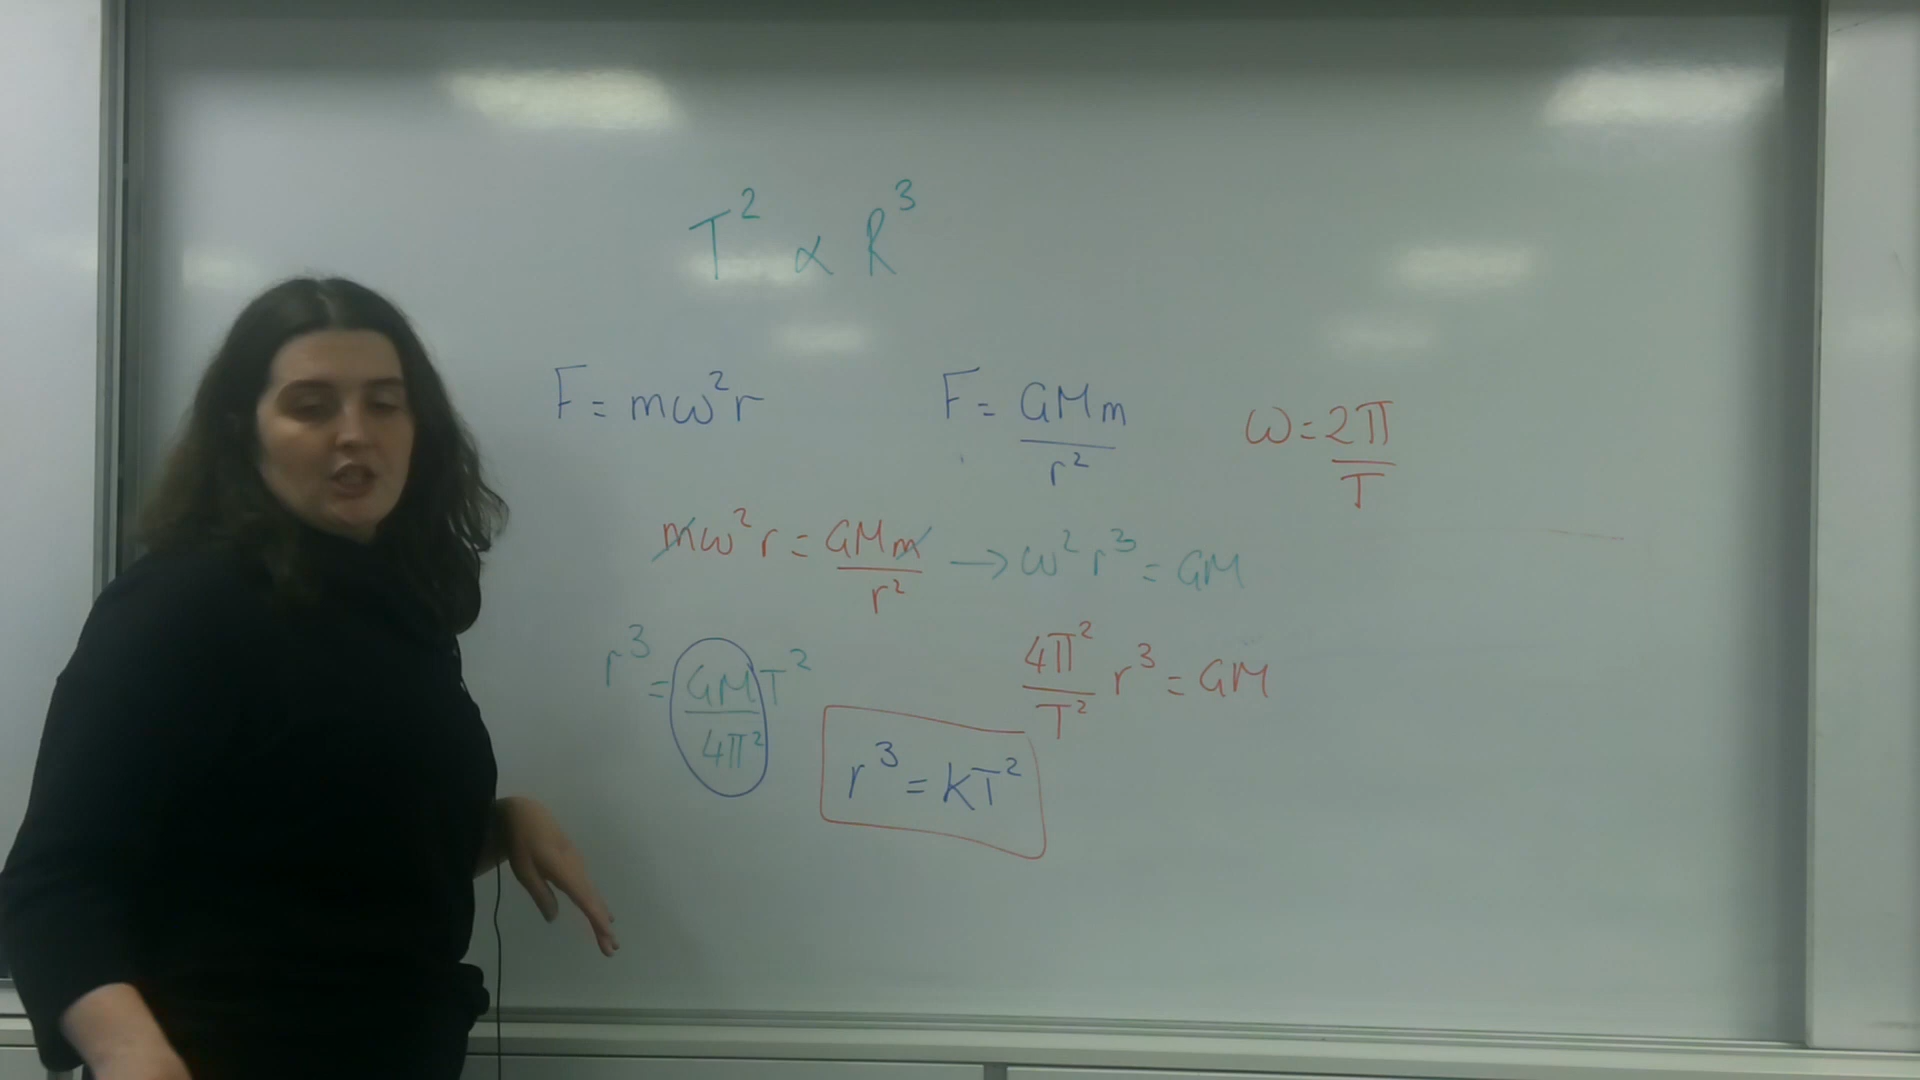 T² ∝ R³
F = mω²r
F = GMm/r²
ω = 2π/T
mω²r = GMm/r² → ω²r³ = GM
r³ = GM/4π² T²
4π²/T² r³ = GM
r³ = kT²